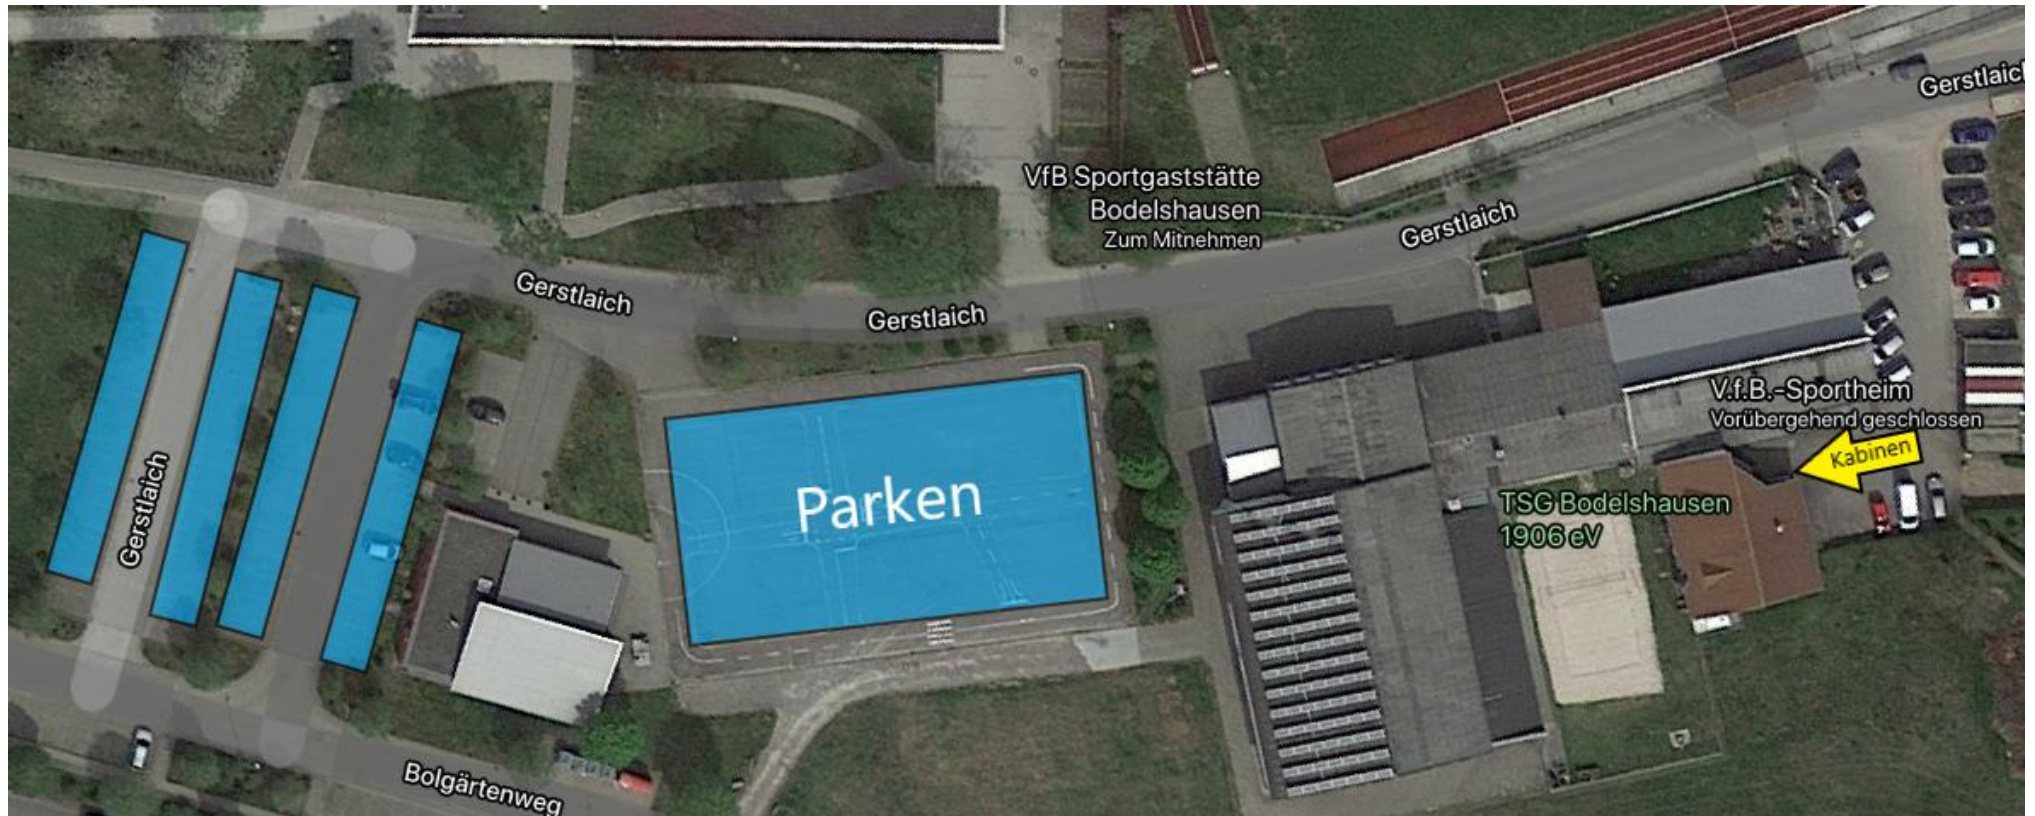 Gerstlaich
VfB Sportgaststätte
Bodelshausen
Zum Mitnehmen
Gerstlaich
Gerstlaich
Gerstlaich
V.f.B.-Sportheim
Vorübergehend geschlossen
Kabinen
Parken
TSG Bodelshausen
1906 eV
Gerstlaich
Bolgärtenweg